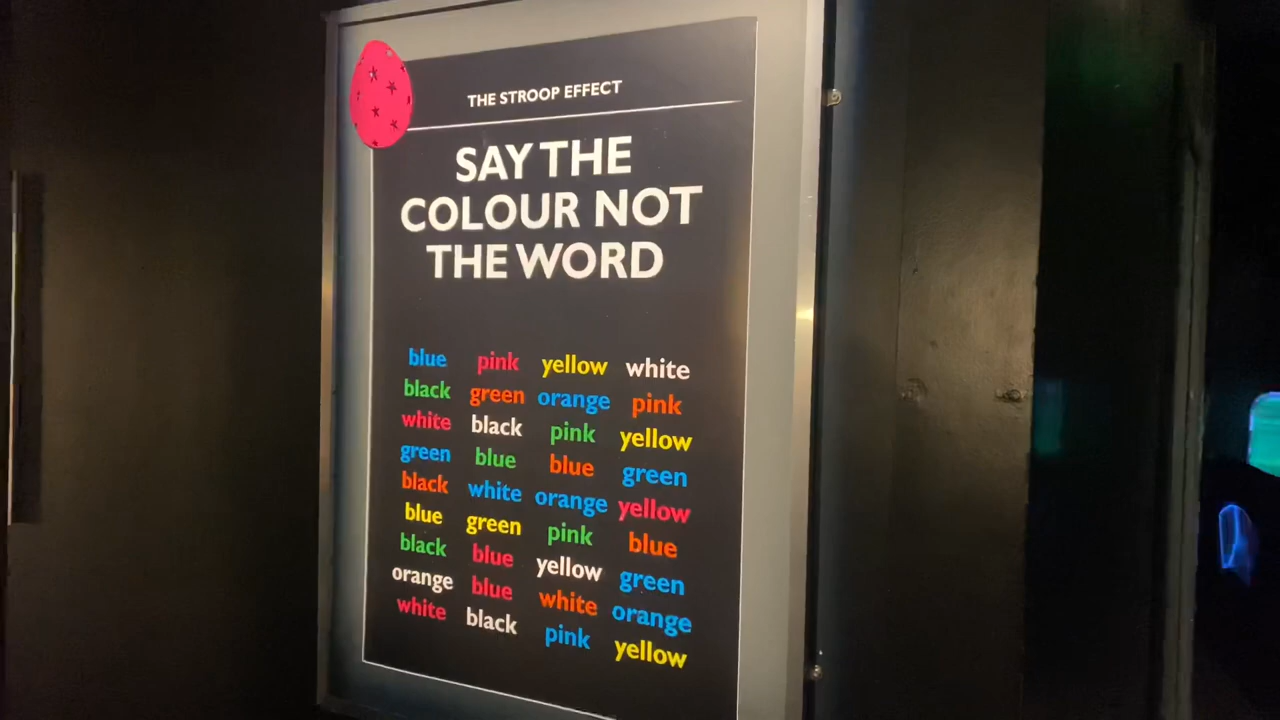 THE STROOP EFFECT
SAY THE
COLOUR NOT
THE WORD
blue pink yellow white
black green orange pink
white black pink yellow
green blue blue green
black white orange yellow
blue green pink blue
black blue yellow green
orange blue white orange
white black pink yellow